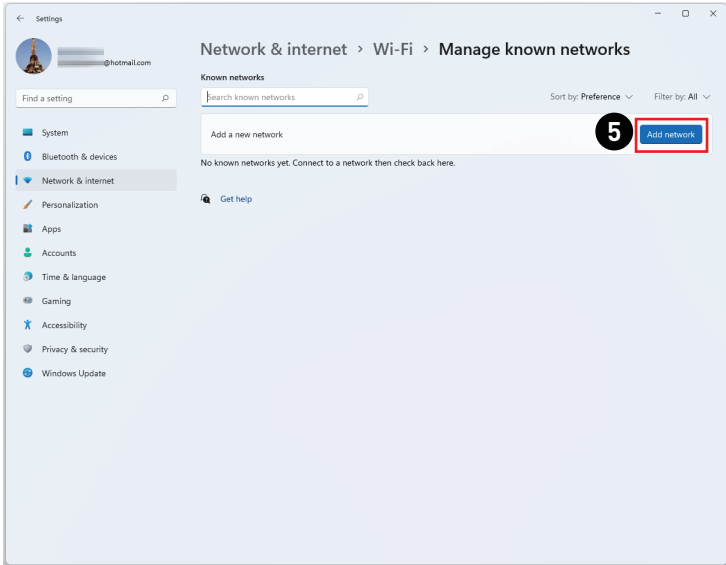 Settings
@hotmail.com
Find a setting
System
Bluetooth & devices
Network & internet
Personalization
Apps
Accounts
Time & language
Gaming
Accessibility
Privacy & security
Windows Update
Network & internet > Wi-Fi > Manage known networks
Known networks
Search known networks
Sort by: Preference
Filter by: All
Add a new network
5
Add network
No known networks yet. Connect to a network then check back here.
Get help